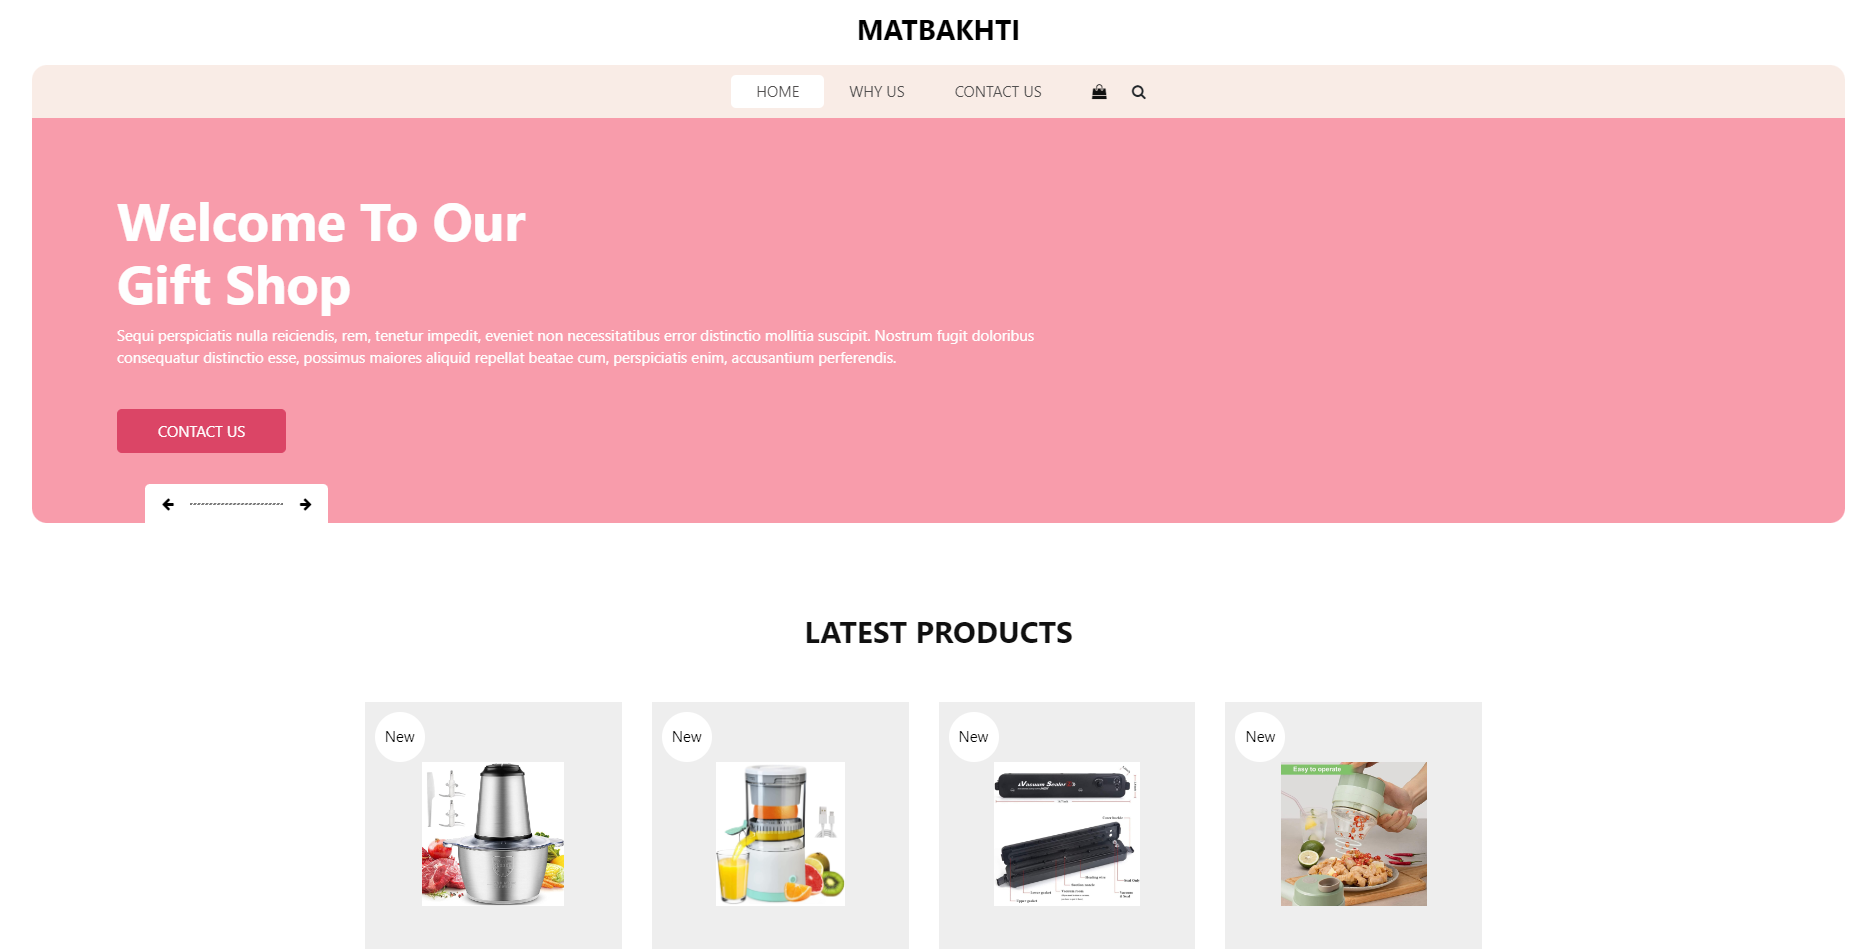 MATBAKHTI
HOME WHY US CONTACT US
Welcome To Our
Gift Shop
Sequi perspiciatis nulla reiciendis, rem, tenetur impedit, eveniet non necessitatibus error distinctio mollitia suscipit. Nostrum fugit doloribus
consequatur distinctio esse, possimus maiores aliquid repellat beatae cum, perspiciatis enim, accusantium perferendis.
CONTACT US
LATEST PRODUCTS
New New New New
Easy to operate
Vacuum Sealer